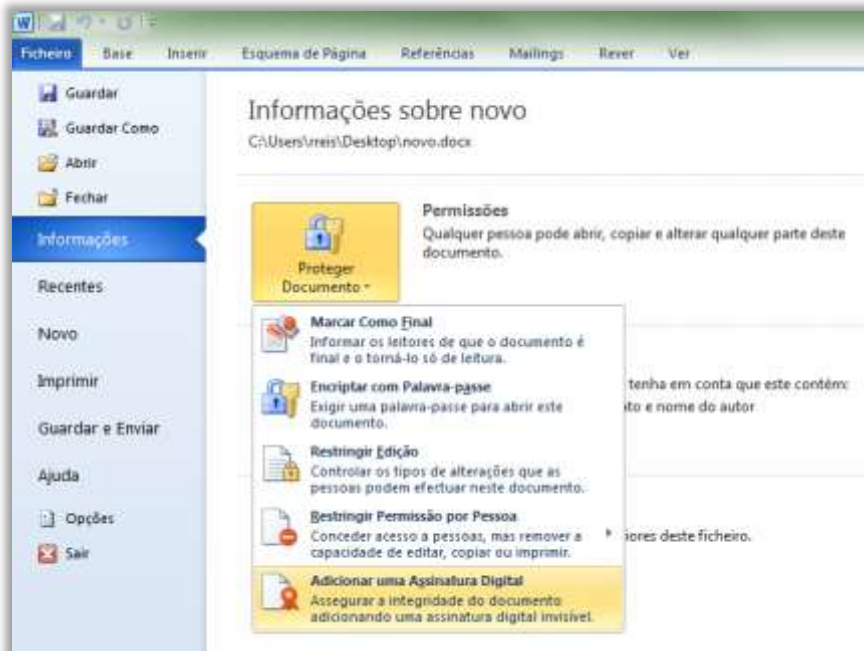 Ficheiro Base Inserir Esquema de Página Referências Mailings Rever Ver
Guardar
Guardar Como
Abrir
Fechar
Informações
Recentes
Novo
Imprimir
Guardar e Enviar
Ajuda
Opções
Sair
Informações sobre novo
C:\Users\rreis\Desktop\novo.docx
Proteger
Documento
Permissões
Qualquer pessoa pode abrir, copiar e alterar qualquer parte deste
documento.
Marcar Como Final
Informar os leitores de que o documento é
final e o torná-lo só de leitura.
Encriptar com Palavra-passe
Exigir uma palavra-passe para abrir este
documento.
Restringir Edição
Controlar os tipos de alterações que as
pessoas podem efectuar neste documento.
Restringir Permissão por Pessoa
Conceder acesso a pessoas, mas remover a
capacidade de editar, copiar ou imprimir.
Adicionar uma Assinatura Digital
Assegurar a integridade do documento
adicionando uma assinatura digital invisível.
tenha em conta que este contém:
to e nome do autor
iores deste ficheiro.